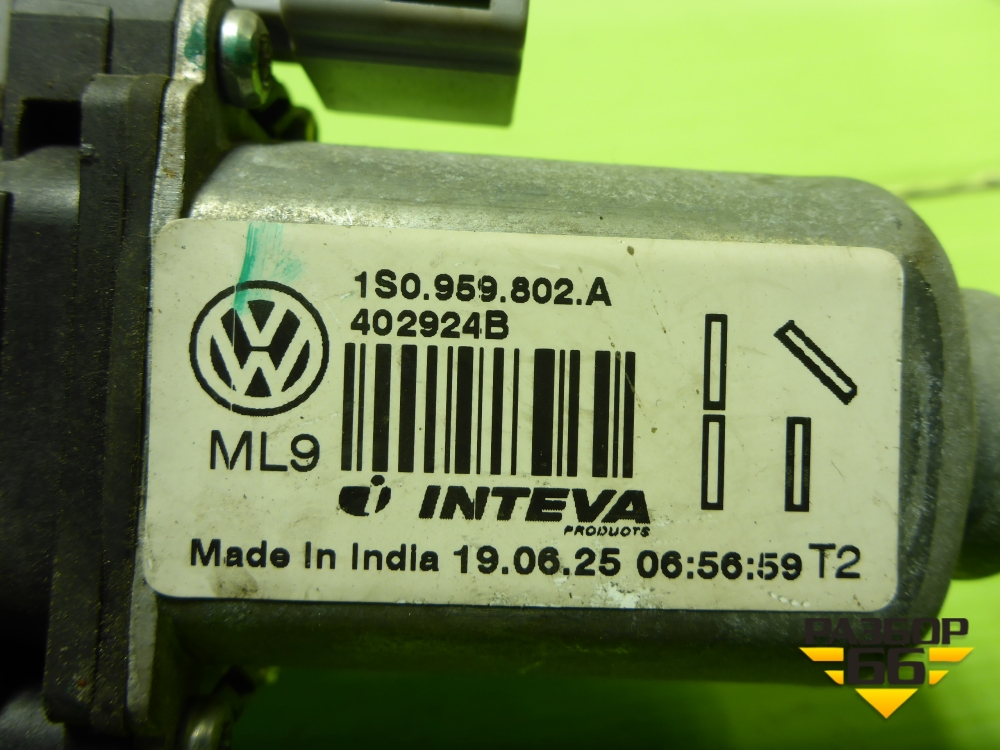 1S0.959.802.A
402924B
ML9
INTEVA
PRODUCTS
Made In India 19.06.25 06:56:59 T2
РАЗБОР
66